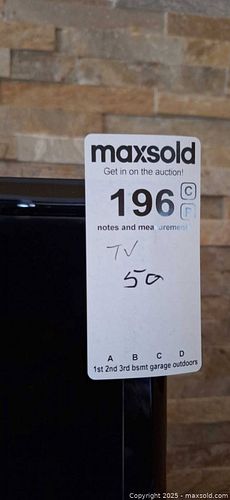 maxsold
Get in on the auction!
196 C
notes and measurement
TV
50
A B C D
1st 2nd 3rd bsmt garage outdoors
Copyright 2025 - maxsold.com